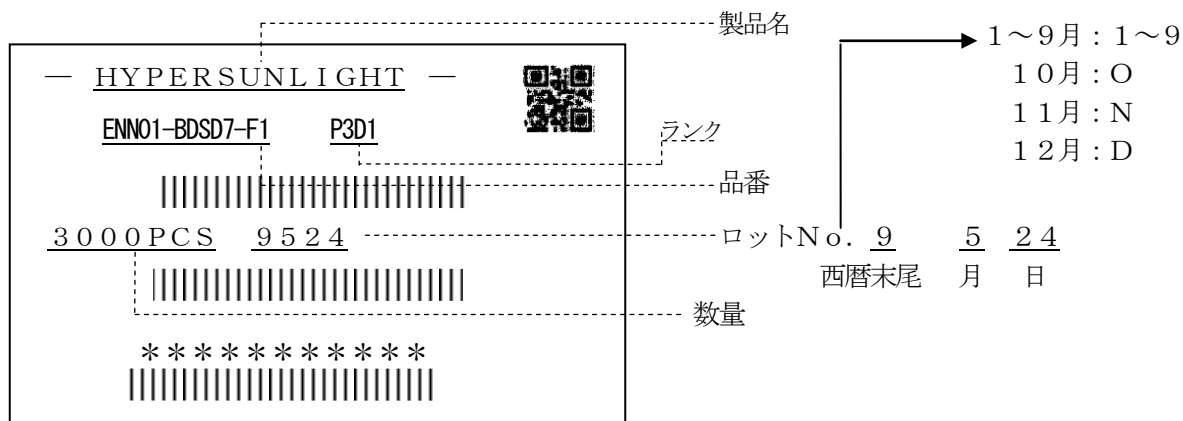 製品名
1~9月:1~9
― HYPERSUNLIGHT ―
10月:O
11月:N
ENN01-BDSD7-F1 P3D1
ランク
12月:D
品番
3000PCS 9524
ロットNo. 9 5 24
西暦末尾 月 日
数量
***********